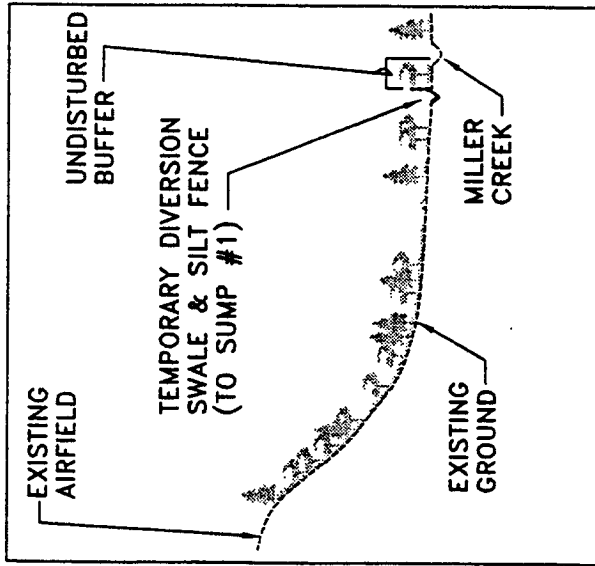 EXISTING
AIRFIELD
UNDISTURBED
BUFFER
TEMPORARY DIVERSION
SWALE & SILT FENCE
(TO SUMP #1)
EXISTING
GROUND
MILLER
CREEK